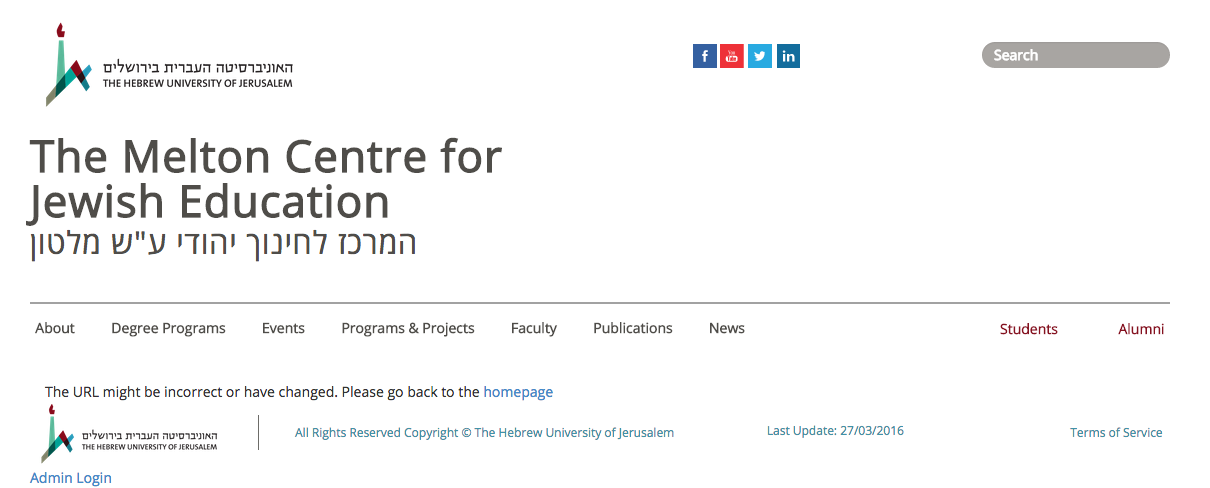 האוניברסיטה העברית בירושלים
THE HEBREW UNIVERSITY OF JERUSALEM
f You Tube in
Search
The Melton Centre for
Jewish Education
המרכז לחינוך יהודי ע"ש מלטון
About Degree Programs Events Programs & Projects Faculty Publications News Students Alumni
The URL might be incorrect or have changed. Please go back to the homepage
האוניברסיטה העברית בירושלים
THE HEBREW UNIVERSITY OF JERUSALEM
All Rights Reserved Copyright © The Hebrew University of Jerusalem
Last Update: 27/03/2016
Terms of Service
Admin Login